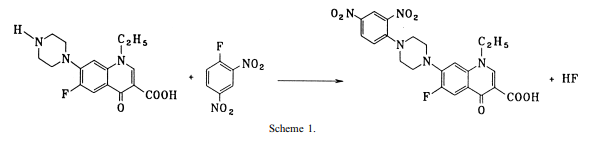 H
N
N
N
C₂H₅
F
O
COOH
+
F
NO₂
NO₂
O₂N
NO₂
N
N
N
C₂H₅
F
O
COOH
+ HF
Scheme 1.